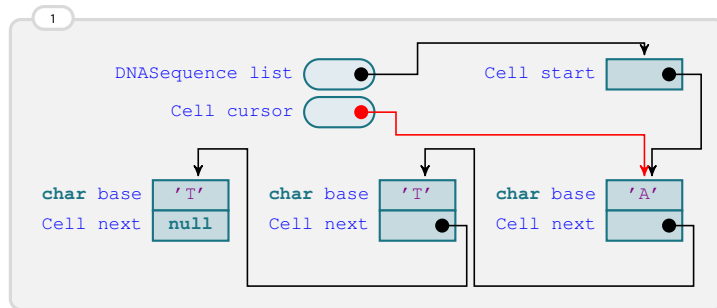 1
DNASequence list
Cell start
Cell cursor
char base 'T' char base 'T' char base 'A'
Cell next null Cell next Cell next